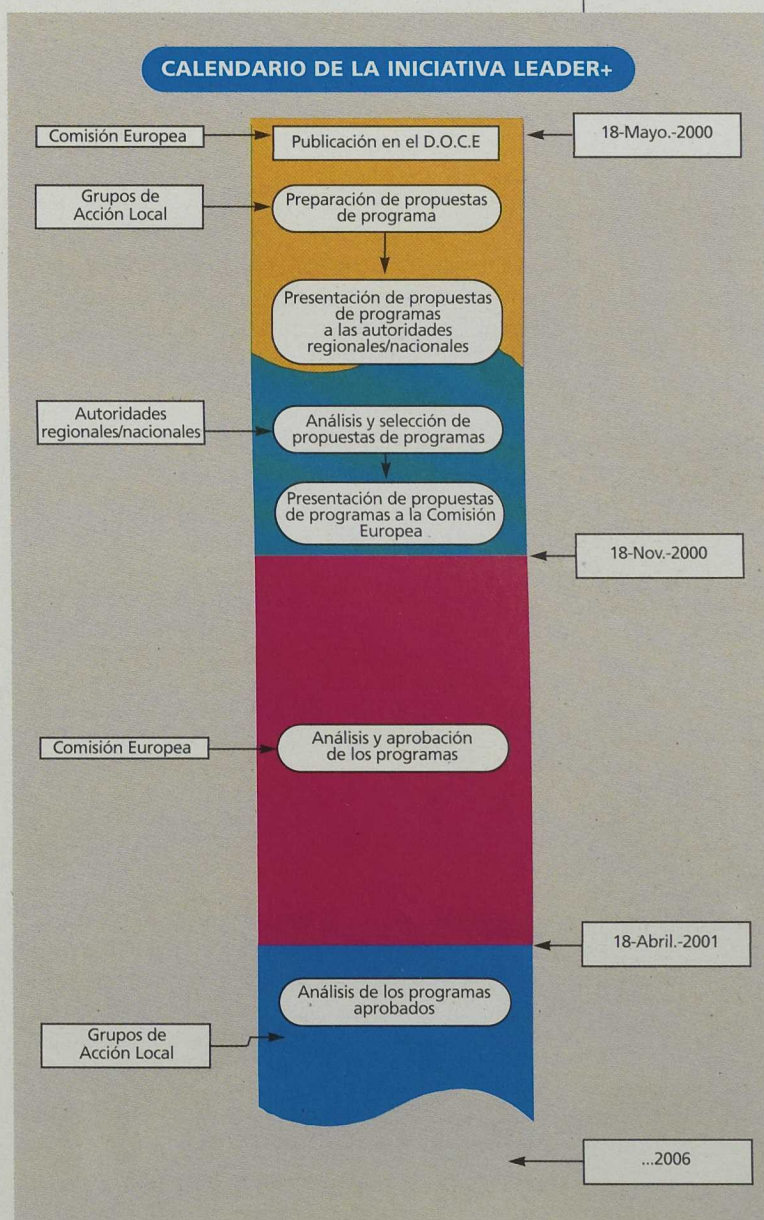 CALENDARIO DE LA INICIATIVA LEADER+
Comisión Europea
Publicación en el D.O.C.E
18-Mayo.-2000
Grupos de
Acción Local
Preparación de propuestas
de programa
Presentación de propuestas
de programas
a las autoridades
regionales/nacionales
Autoridades
regionales/nacionales
Análisis y selección de
propuestas de programas
Presentación de propuestas
de programas a la Comisión
Europea
18-Nov.-2000
Comisión Europea
Análisis y aprobación
de los programas
18-Abril.-2001
Análisis de los programas
aprobados
Grupos de
Acción Local
...2006